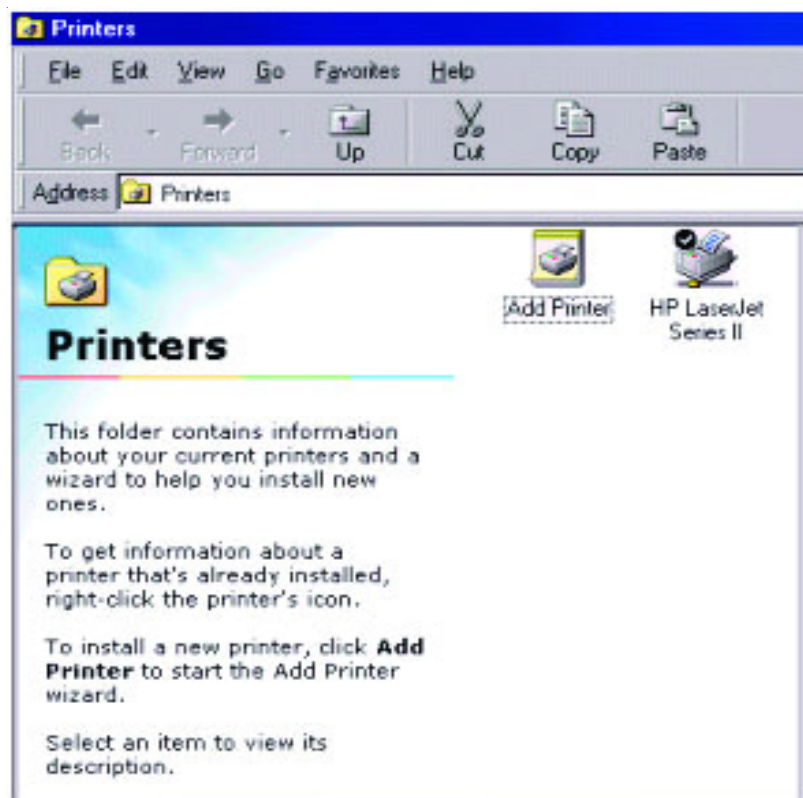 Printers
File Edit View Go Favorites Help
Back Forward Up Cut Copy Paste
Address Printers
Add Printer HP LaserJet
Series II
Printers
This folder contains information
about your current printers and a
wizard to help you install new
ones.
To get information about a
printer that's already installed,
right-click the printer's icon.
To install a new printer, click Add
Printer to start the Add Printer
wizard.
Select an item to view its
description.